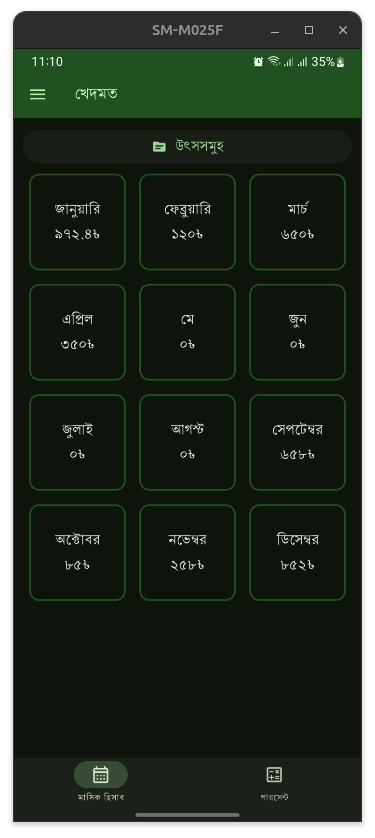 SM-M025F
11:10
35%
খেদমত
উৎসসমুহ
জানুয়ারি
৯৭২.৪৳
ফেব্রুয়ারি
১২০৳
মার্চ
৬৫০৳
এপ্রিল
৩৫০৳
মে
০৳
জুন
০৳
জুলাই
০৳
আগস্ট
০৳
সেপটেম্বর
৬৫৮৳
অক্টোবর
৮৫৳
নভেম্বর
২৫৮৳
ডিসেম্বর
৮৫২৳
মাসিক হিসাব
পারসেন্ট